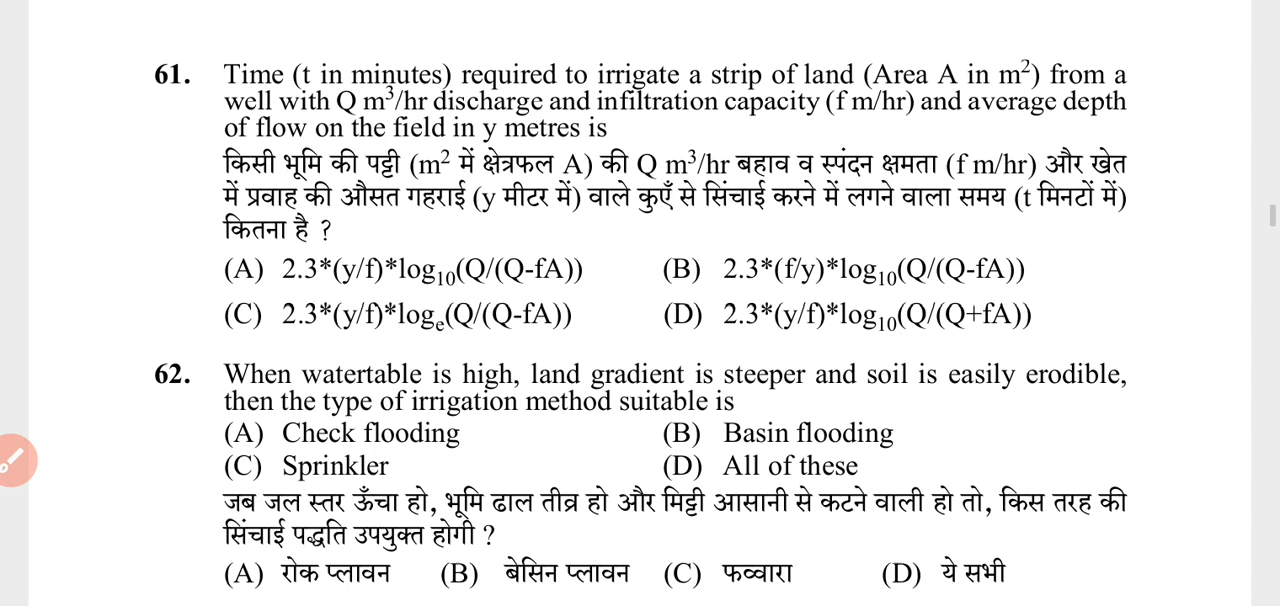 61. Time (t in minutes) required to irrigate a strip of land (Area A in m²) from a
well with Q m³/hr discharge and infiltration capacity (f m/hr) and average depth
of flow on the field in y metres is
किसी भूमि की पट्टी (m² में क्षेत्रफल A) की Q m³/hr बहाव व स्पंदन क्षमता (f m/hr) और खेत
में प्रवाह की औसत गहराई (y मीटर में) वाले कुएँ से सिंचाई करने में लगने वाला समय (t मिनटों में)
कितना है ?
(A) 2.3*(y/f)*log₁₀(Q/(Q-fA)) (B) 2.3*(f/y)*log₁₀(Q/(Q-fA))
(C) 2.3*(y/f)*logₑ(Q/(Q-fA)) (D) 2.3*(y/f)*log₁₀(Q/(Q+fA))
62. When watertable is high, land gradient is steeper and soil is easily erodible,
then the type of irrigation method suitable is
(A) Check flooding (B) Basin flooding
(C) Sprinkler (D) All of these
जब जल स्तर ऊँचा हो, भूमि ढाल तीव्र हो और मिट्टी आसानी से कटने वाली हो तो, किस तरह की
सिंचाई पद्धति उपयुक्त होगी ?
(A) रोक प्लावन (B) बेसिन प्लावन (C) फव्वारा (D) ये सभी